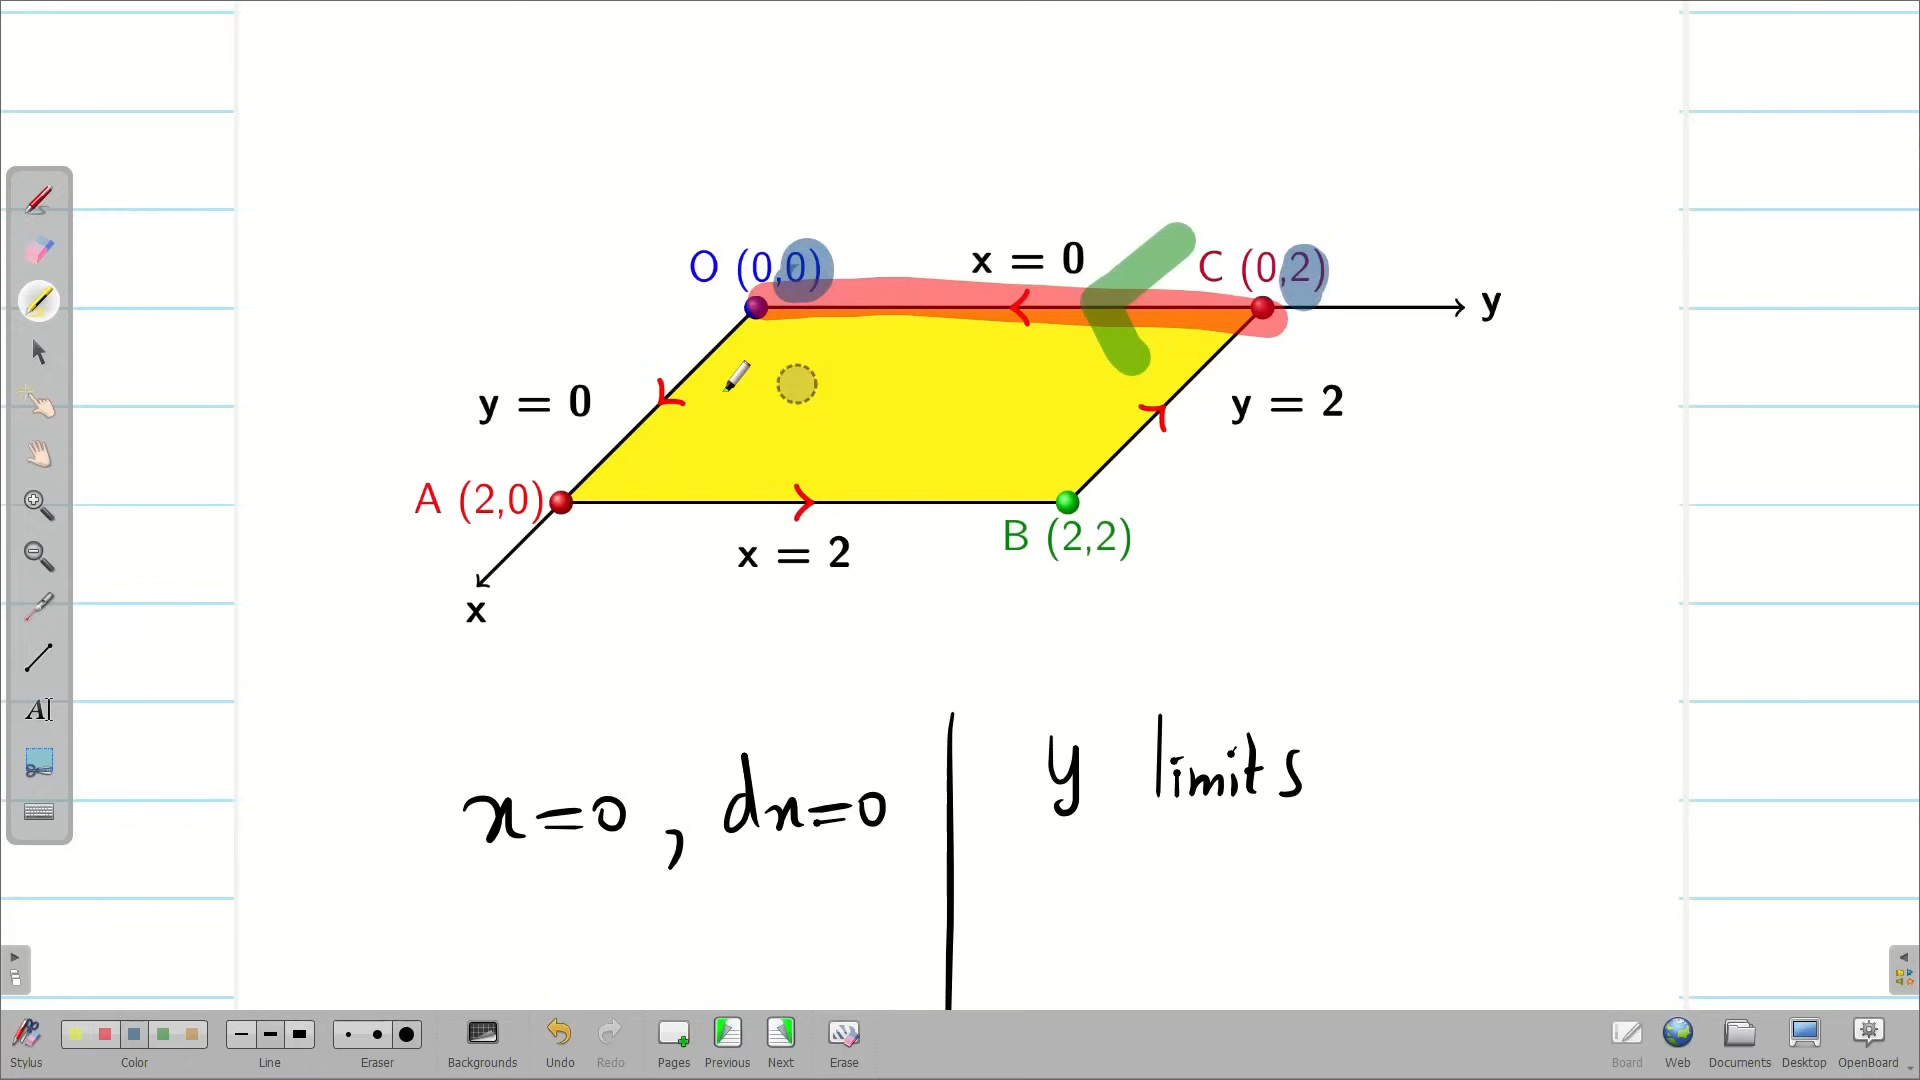 O (0,0)
x = 0
C (0,2)
y
y = 0
y = 2
A (2,0)
x = 2
B (2,2)
x
x=0, dx=0
y limits
Stylus
Color
Line
Eraser
Backgrounds
Undo
Redo
Pages
Previous
Next
Erase
Board
Web
Documents
Desktop
OpenBoard